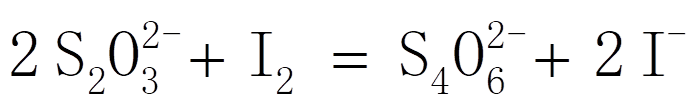 2 S₂O₃²⁻ + I₂ = S₄O₆²⁻ + 2 I⁻